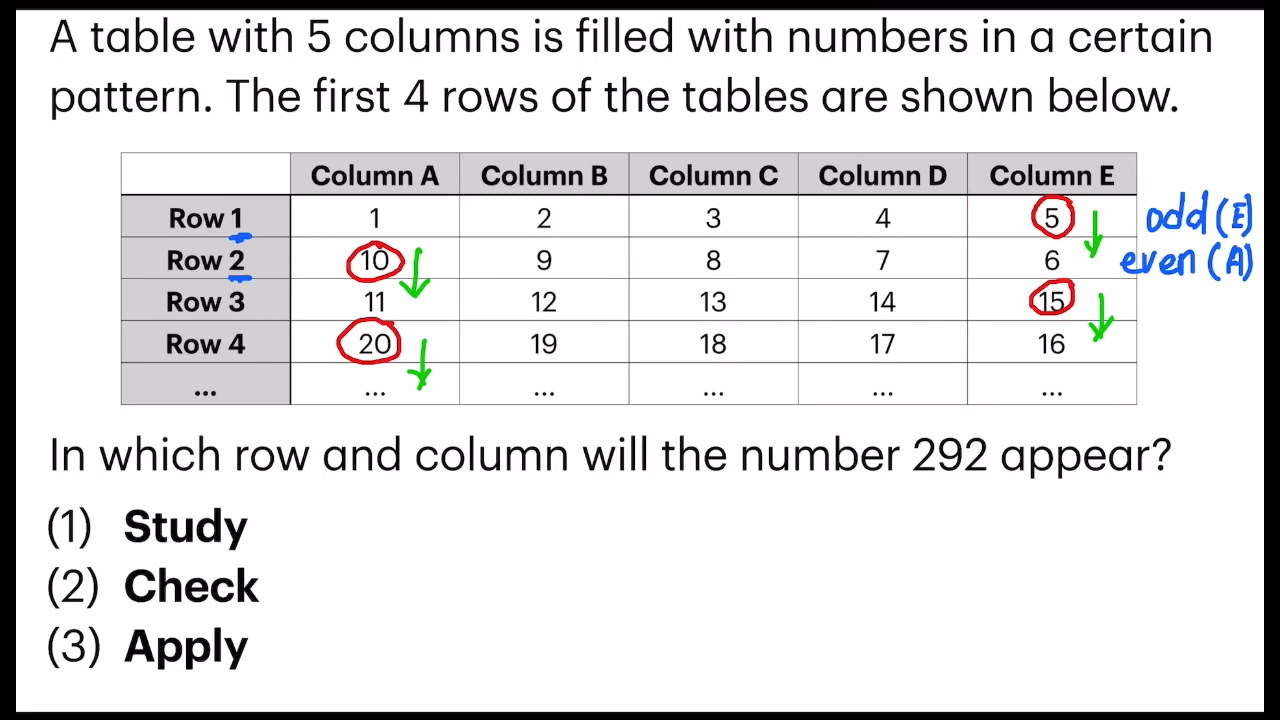 A table with 5 columns is filled with numbers in a certain
pattern. The first 4 rows of the tables are shown below.
Column A Column B Column C Column D Column E
Row 1 1 2 3 4 5 odd (E)
Row 2 10 9 8 7 6 even (A)
Row 3 11 12 13 14 15
Row 4 20 19 18 17 16
... ... ... ... ... ...
In which row and column will the number 292 appear?
(1) Study
(2) Check
(3) Apply